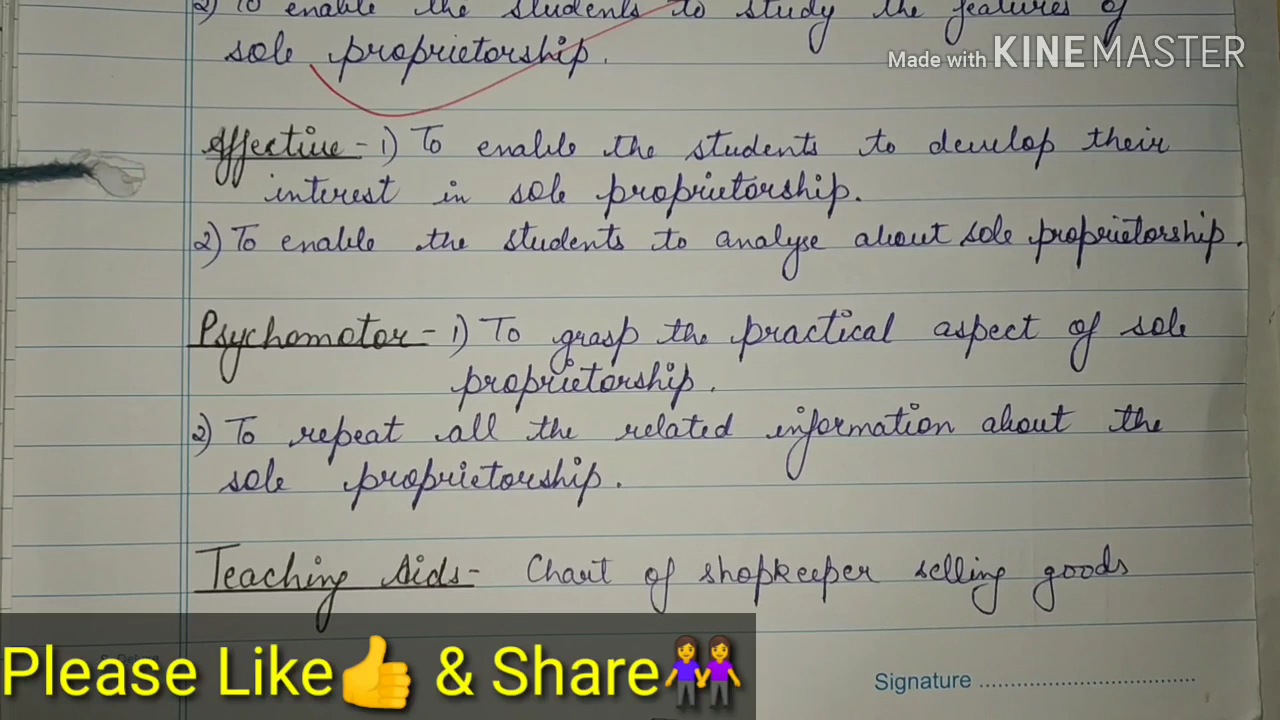 2) To enable the students to study the features of
sole proprietorship.
Made with KINEMASTER
Affective - 1) To enable the students to develop their
interest in sole proprietorship.
2) To enable the students to analyse about sole proprietorship.
Psychomotor - 1) To grasp the practical aspect of sole
proprietorship.
2) To repeat all the related information about the
sole proprietorship.
Teaching Aids - Chart of shopkeeper selling goods
Please Like👍 & Share👭
Signature ..................................